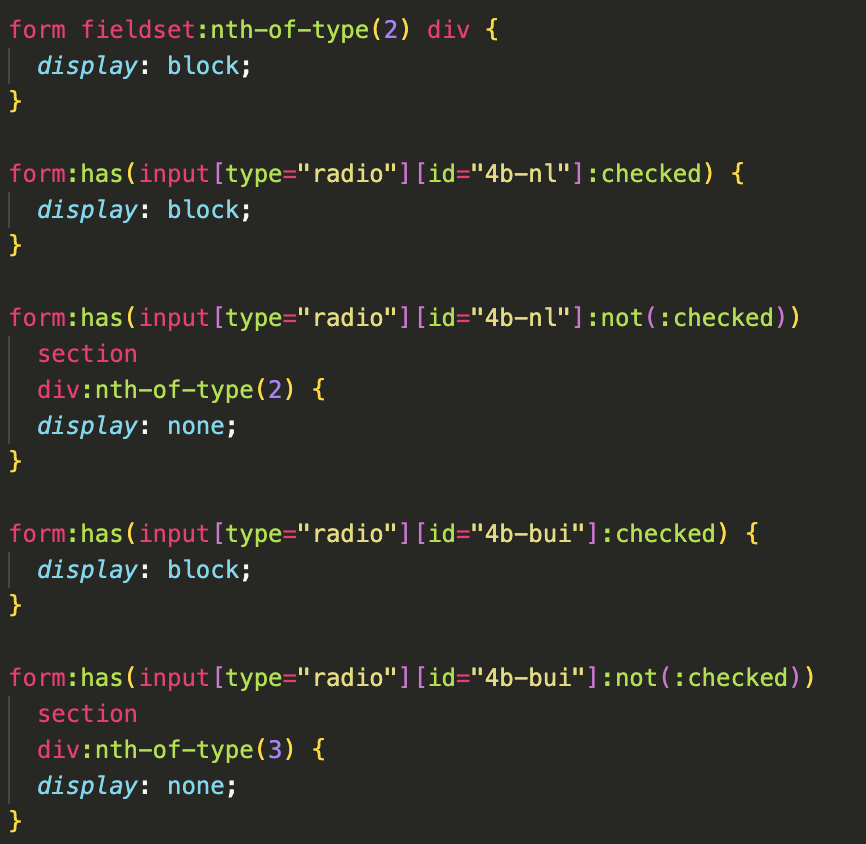 form fieldset:nth-of-type(2) div {
  display: block;
}

form:has(input[type="radio"][id="4b-nl"]:checked) {
  display: block;
}

form:has(input[type="radio"][id="4b-nl"]:not(:checked))
  section
  div:nth-of-type(2) {
  display: none;
}

form:has(input[type="radio"][id="4b-bui"]:checked) {
  display: block;
}

form:has(input[type="radio"][id="4b-bui"]:not(:checked))
  section
  div:nth-of-type(3) {
  display: none;
}